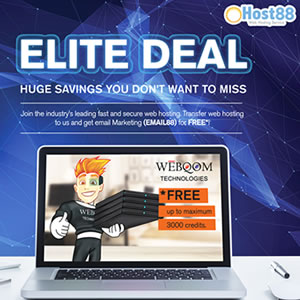 Host88
Web Hosting Service
ELITE DEAL
HUGE SAVINGS YOU DON'T WANT TO MISS
Join the industry's leading fast and secure web hosting. Transfer web hosting
to us and get email Marketing (EMAIL88) for FREE*!
WEBQOM
TECHNOLOGIES
*FREE
up to maximum
3000 credits.